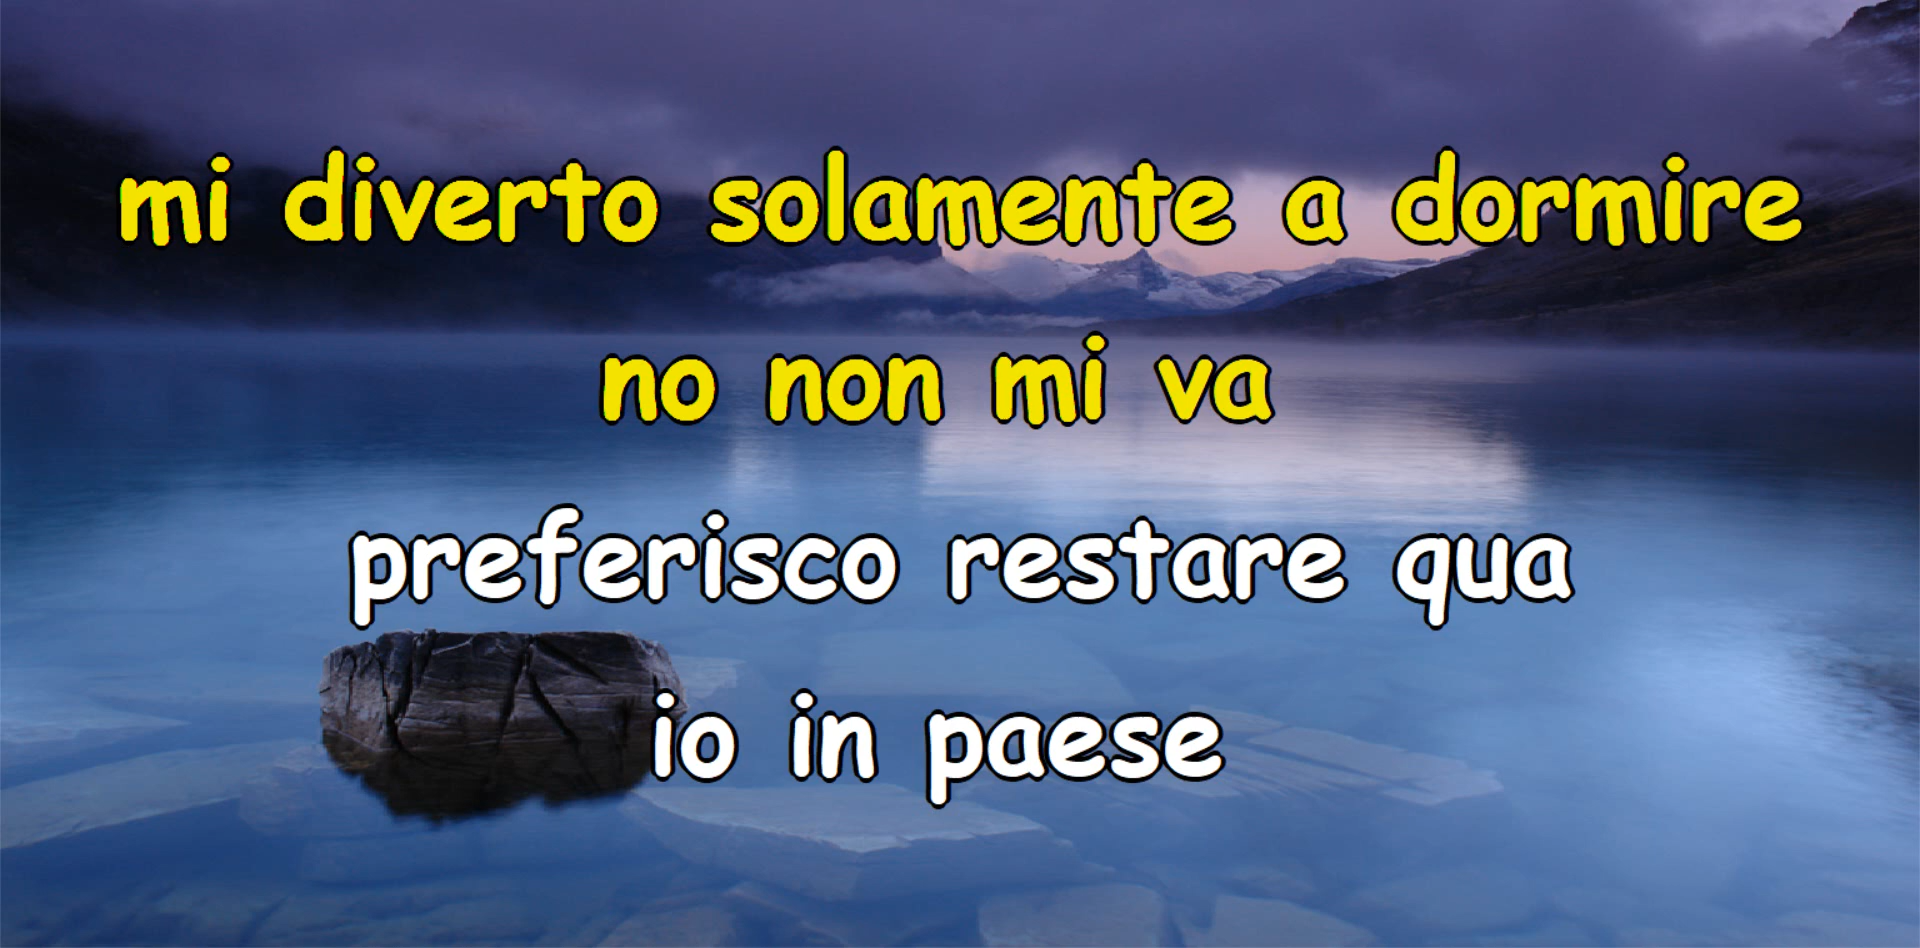 mi diverto solamente a dormire
no non mi va
preferisco restare qua
io in paese